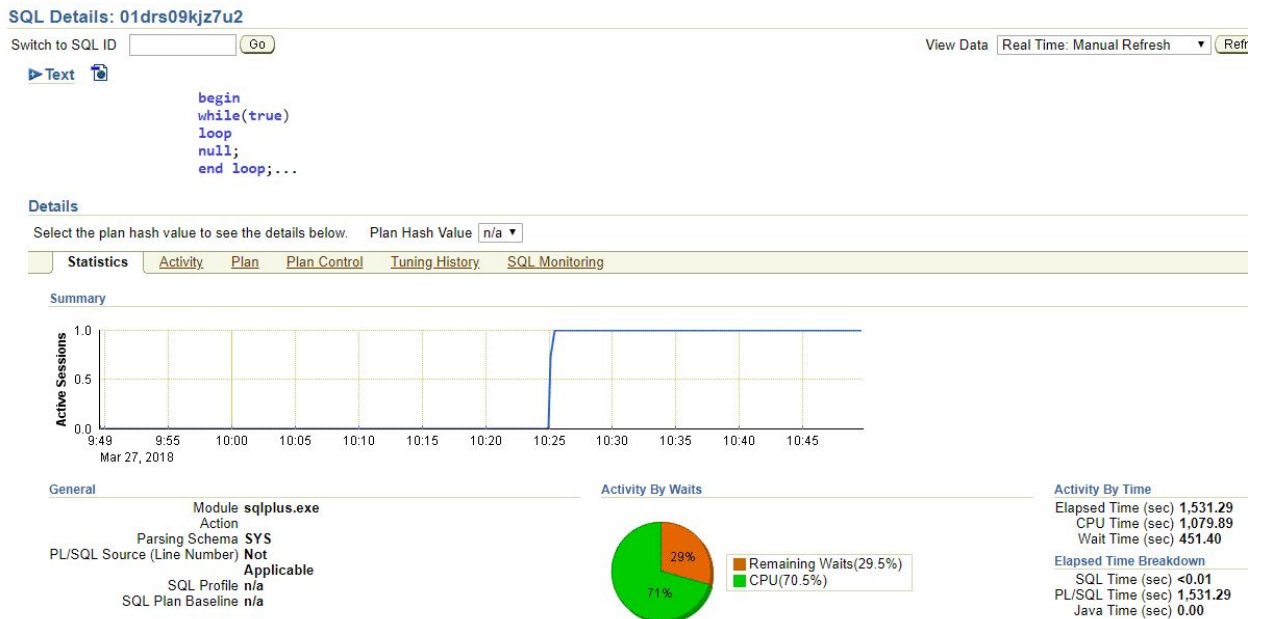 SQL Details: 01drs09kjz7u2
Switch to SQL ID Go View Data Real Time: Manual Refresh
Text
begin
while(true)
loop
null;
end loop;...
Details
Select the plan hash value to see the details below. Plan Hash Value n/a
Statistics Activity Plan Plan Control Tuning History SQL Monitoring
Summary
Active Sessions
1.0
0.5
0.0
9:49 9:55 10:00 10:05 10:10 10:15 10:20 10:25 10:30 10:35 10:40 10:45
Mar 27, 2018
General
Module sqlplus.exe
Action
Parsing Schema SYS
PL/SQL Source (Line Number) Not
Applicable
SQL Profile n/a
SQL Plan Baseline n/a
Activity By Waits
29%
71%
Remaining Waits(29.5%)
CPU(70.5%)
Activity By Time
Elapsed Time (sec) 1,531.29
CPU Time (sec) 1,079.89
Wait Time (sec) 451.40
Elapsed Time Breakdown
SQL Time (sec) <0.01
PL/SQL Time (sec) 1,531.29
Java Time (sec) 0.00